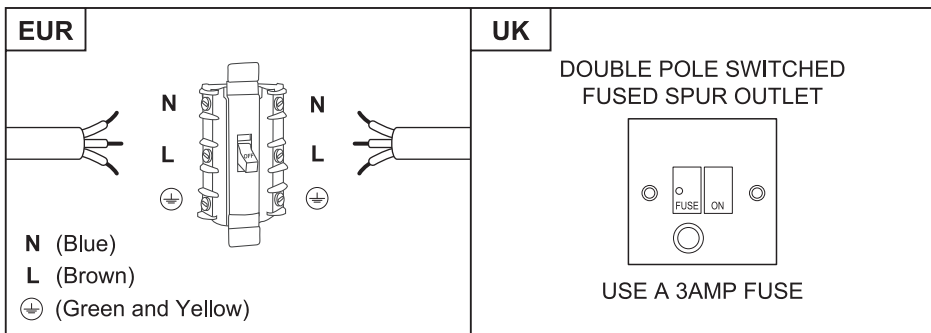 EUR
N N
L OFF L
N (Blue)
L (Brown)
(Green and Yellow)
UK
DOUBLE POLE SWITCHED
FUSED SPUR OUTLET
FUSE ON
USE A 3AMP FUSE